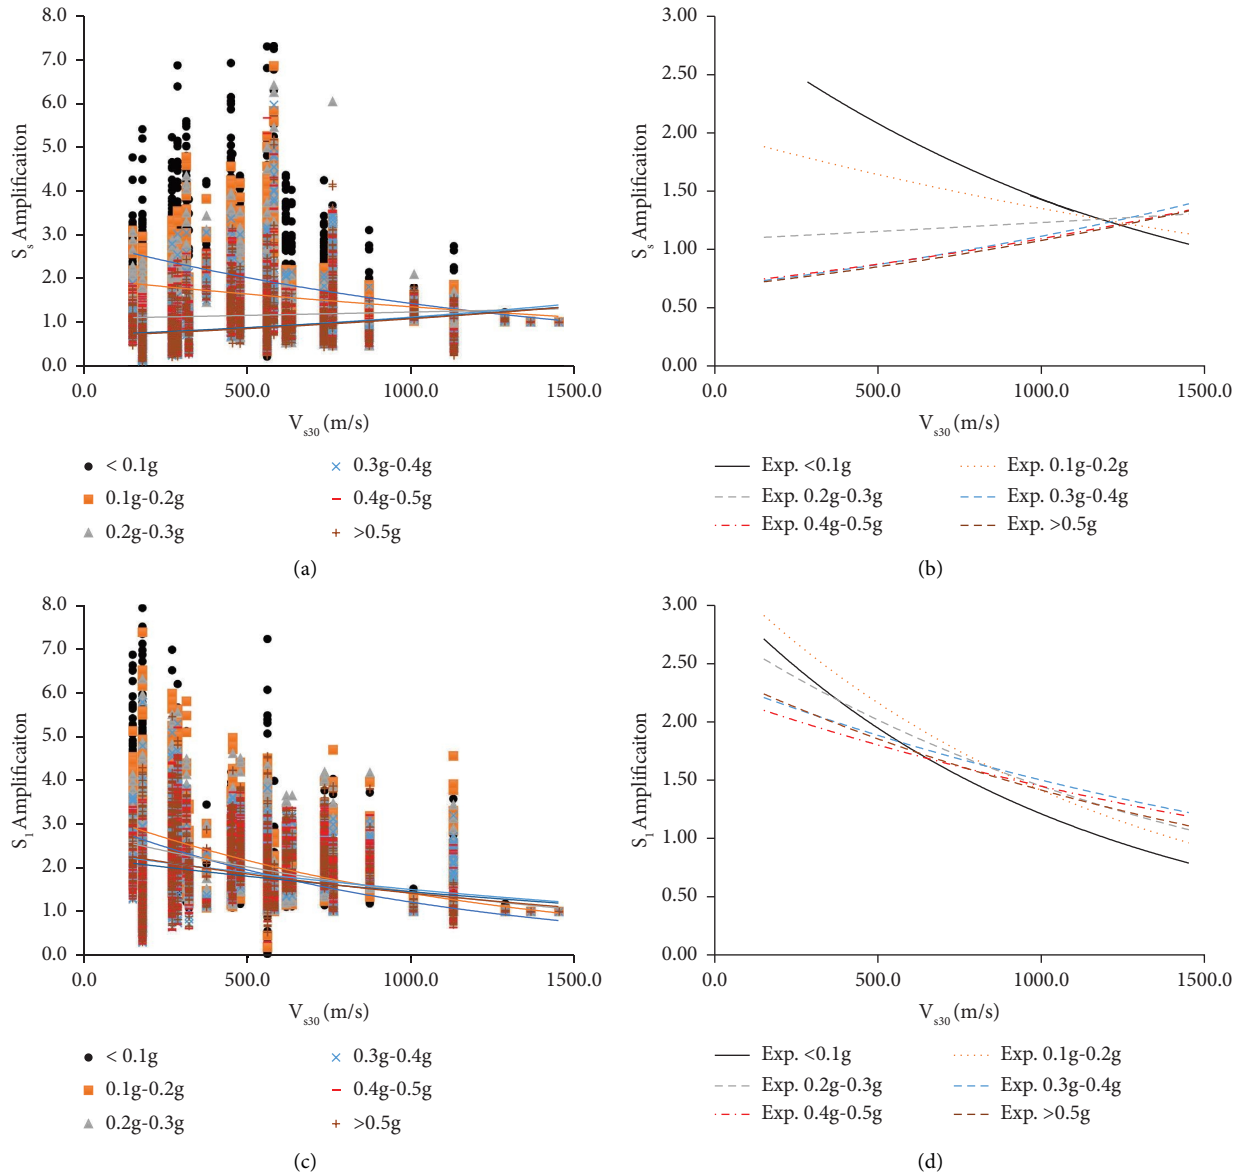 8.0
7.0
6.0
5.0
4.0
3.0
2.0
1.0
0.0
S_s Amplificaiton
0.0 500.0 1000.0 1500.0
V_s30 (m/s)
< 0.1g 0.3g-0.4g
0.1g-0.2g 0.4g-0.5g
0.2g-0.3g >0.5g
(a)
3.00
2.50
2.00
1.50
1.00
0.50
0.00
S_s Amplificaiton
0.0 500.0 1000.0 1500.0
V_s30 (m/s)
Exp. <0.1g Exp. 0.1g-0.2g
Exp. 0.2g-0.3g Exp. 0.3g-0.4g
Exp. 0.4g-0.5g Exp. >0.5g
(b)
8.0
7.0
6.0
5.0
4.0
3.0
2.0
1.0
0.0
S_1 Amplificaiton
0.0 500.0 1000.0 1500.0
V_s30 (m/s)
< 0.1g 0.3g-0.4g
0.1g-0.2g 0.4g-0.5g
0.2g-0.3g >0.5g
(c)
3.00
2.50
2.00
1.50
1.00
0.50
0.00
S_1 Amplificaiton
0.0 500.0 1000.0 1500.0
V_s30 (m/s)
Exp. <0.1g Exp. 0.1g-0.2g
Exp. 0.2g-0.3g Exp. 0.3g-0.4g
Exp. 0.4g-0.5g Exp. >0.5g
(d)